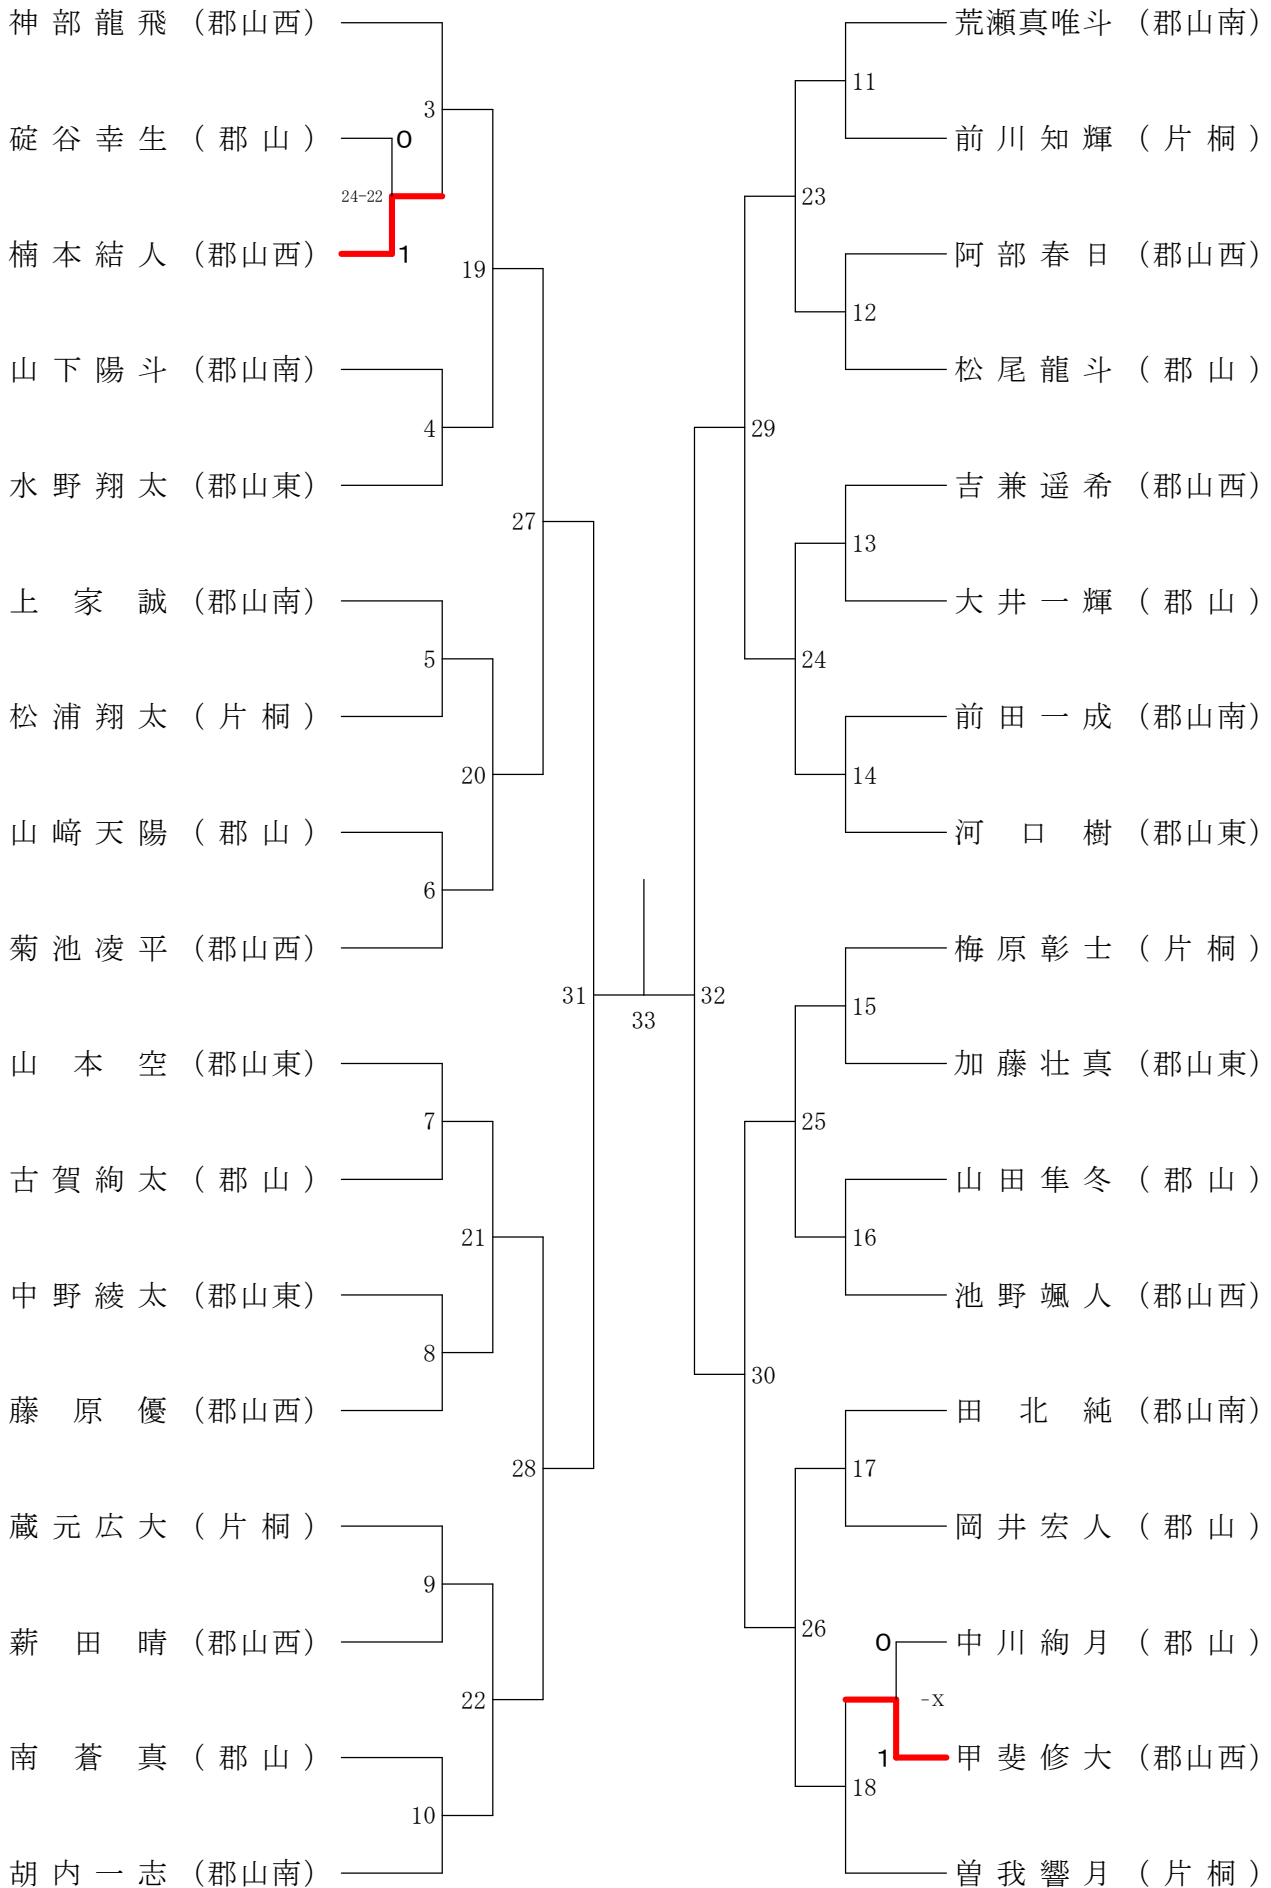 神部龍飛 (郡山西)
3
碇谷幸生 (郡山)
0
24-22
楠本結人 (郡山西)
1
19
山下陽斗 (郡山南)
4
水野翔太 (郡山東)
27
上家誠 (郡山南)
5
松浦翔太 (片桐)
20
山﨑天陽 (郡山)
6
菊池凌平 (郡山西)
31
山本空 (郡山東)
7
古賀絢太 (郡山)
21
中野綾太 (郡山東)
8
藤原優 (郡山西)
28
蔵元広大 (片桐)
9
薪田晴 (郡山西)
22
南蒼真 (郡山)
10
胡内一志 (郡山南)
33
荒瀬真唯斗 (郡山南)
11
前川知輝 (片桐)
23
阿部春日 (郡山西)
12
松尾龍斗 (郡山)
29
吉兼遥希 (郡山西)
13
大井一輝 (郡山)
24
前田一成 (郡山南)
14
河口樹 (郡山東)
32
梅原彰士 (片桐)
15
加藤壮真 (郡山東)
25
山田隼冬 (郡山)
16
池野颯人 (郡山西)
30
田北純 (郡山南)
17
岡井宏人 (郡山)
26
0
中川絢月 (郡山)
-X
1
甲斐修大 (郡山西)
18
曽我響月 (片桐)